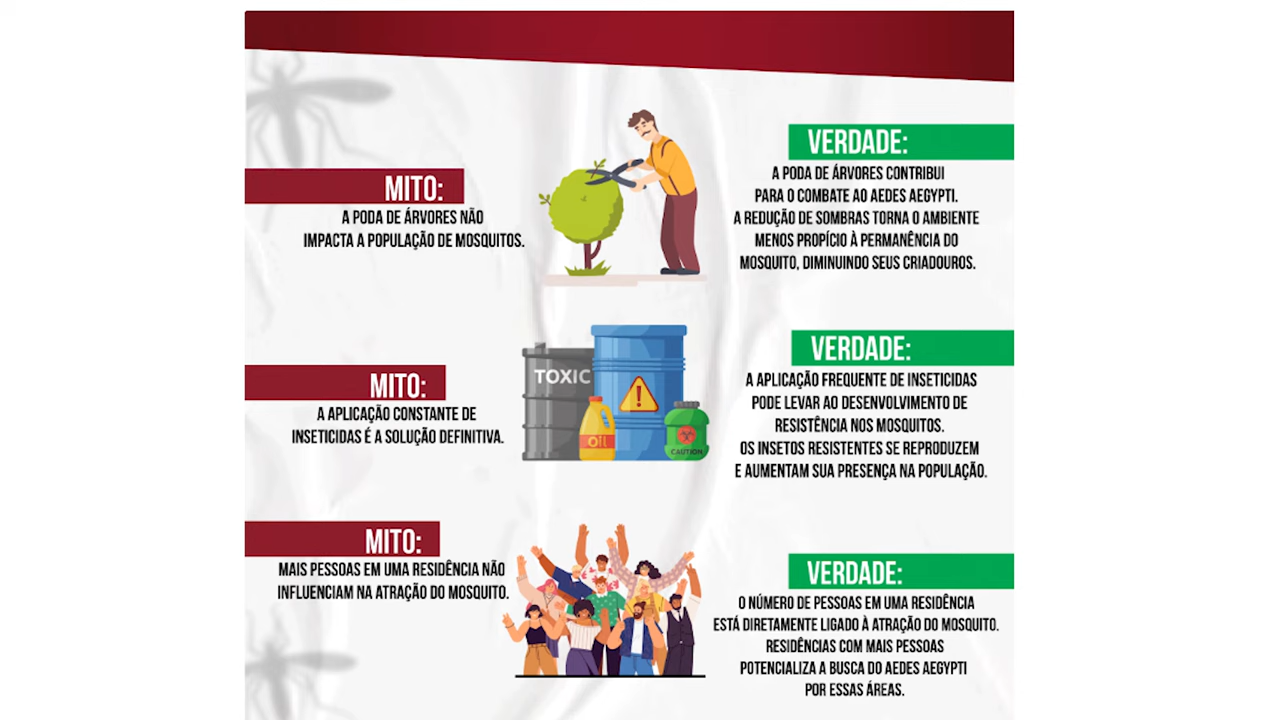 MITO:
A PODA DE ÁRVORES NÃO
IMPACTA A POPULAÇÃO DE MOSQUITOS.
VERDADE:
A PODA DE ÁRVORES CONTRIBUI
PARA O COMBATE AO AEDES AEGYPTI.
A REDUÇÃO DE SOMBRAS TORNA O AMBIENTE
MENOS PROPÍCIO À PERMANÊNCIA DO
MOSQUITO, DIMINUINDO SEUS CRIADOUROS.
MITO:
A APLICAÇÃO CONSTANTE DE
INSETICIDAS É A SOLUÇÃO DEFINITIVA.
TOXIC
Oil
CAUTION
VERDADE:
A APLICAÇÃO FREQUENTE DE INSETICIDAS
PODE LEVAR AO DESENVOLVIMENTO DE
RESISTÊNCIA NOS MOSQUITOS.
OS INSETOS RESISTENTES SE REPRODUZEM
E AUMENTAM SUA PRESENÇA NA POPULAÇÃO.
MITO:
MAIS PESSOAS EM UMA RESIDÊNCIA NÃO
INFLUENCIAM NA ATRAÇÃO DO MOSQUITO.
VERDADE:
O NÚMERO DE PESSOAS EM UMA RESIDÊNCIA
ESTÁ DIRETAMENTE LIGADO À ATRAÇÃO DO MOSQUITO.
RESIDÊNCIAS COM MAIS PESSOAS
POTENCIALIZA A BUSCA DO AEDES AEGYPTI
POR ESSAS ÁREAS.